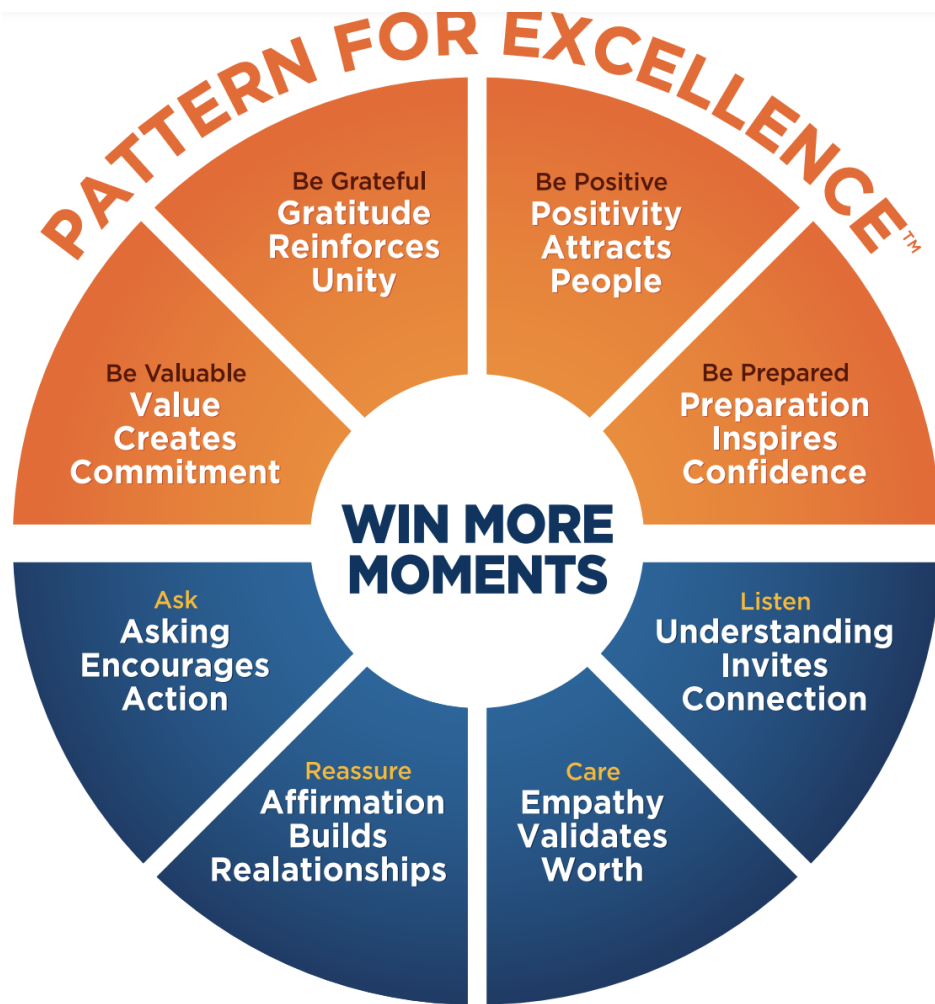 PATTERN FOR EXCELLENCE™
Be Grateful
Gratitude
Reinforces
Unity
Be Positive
Positivity
Attracts
People
Be Valuable
Value
Creates
Commitment
Be Prepared
Preparation
Inspires
Confidence
WIN MORE
MOMENTS
Ask
Asking
Encourages
Action
Listen
Understanding
Invites
Connection
Reassure
Affirmation
Builds
Realationships
Care
Empathy
Validates
Worth